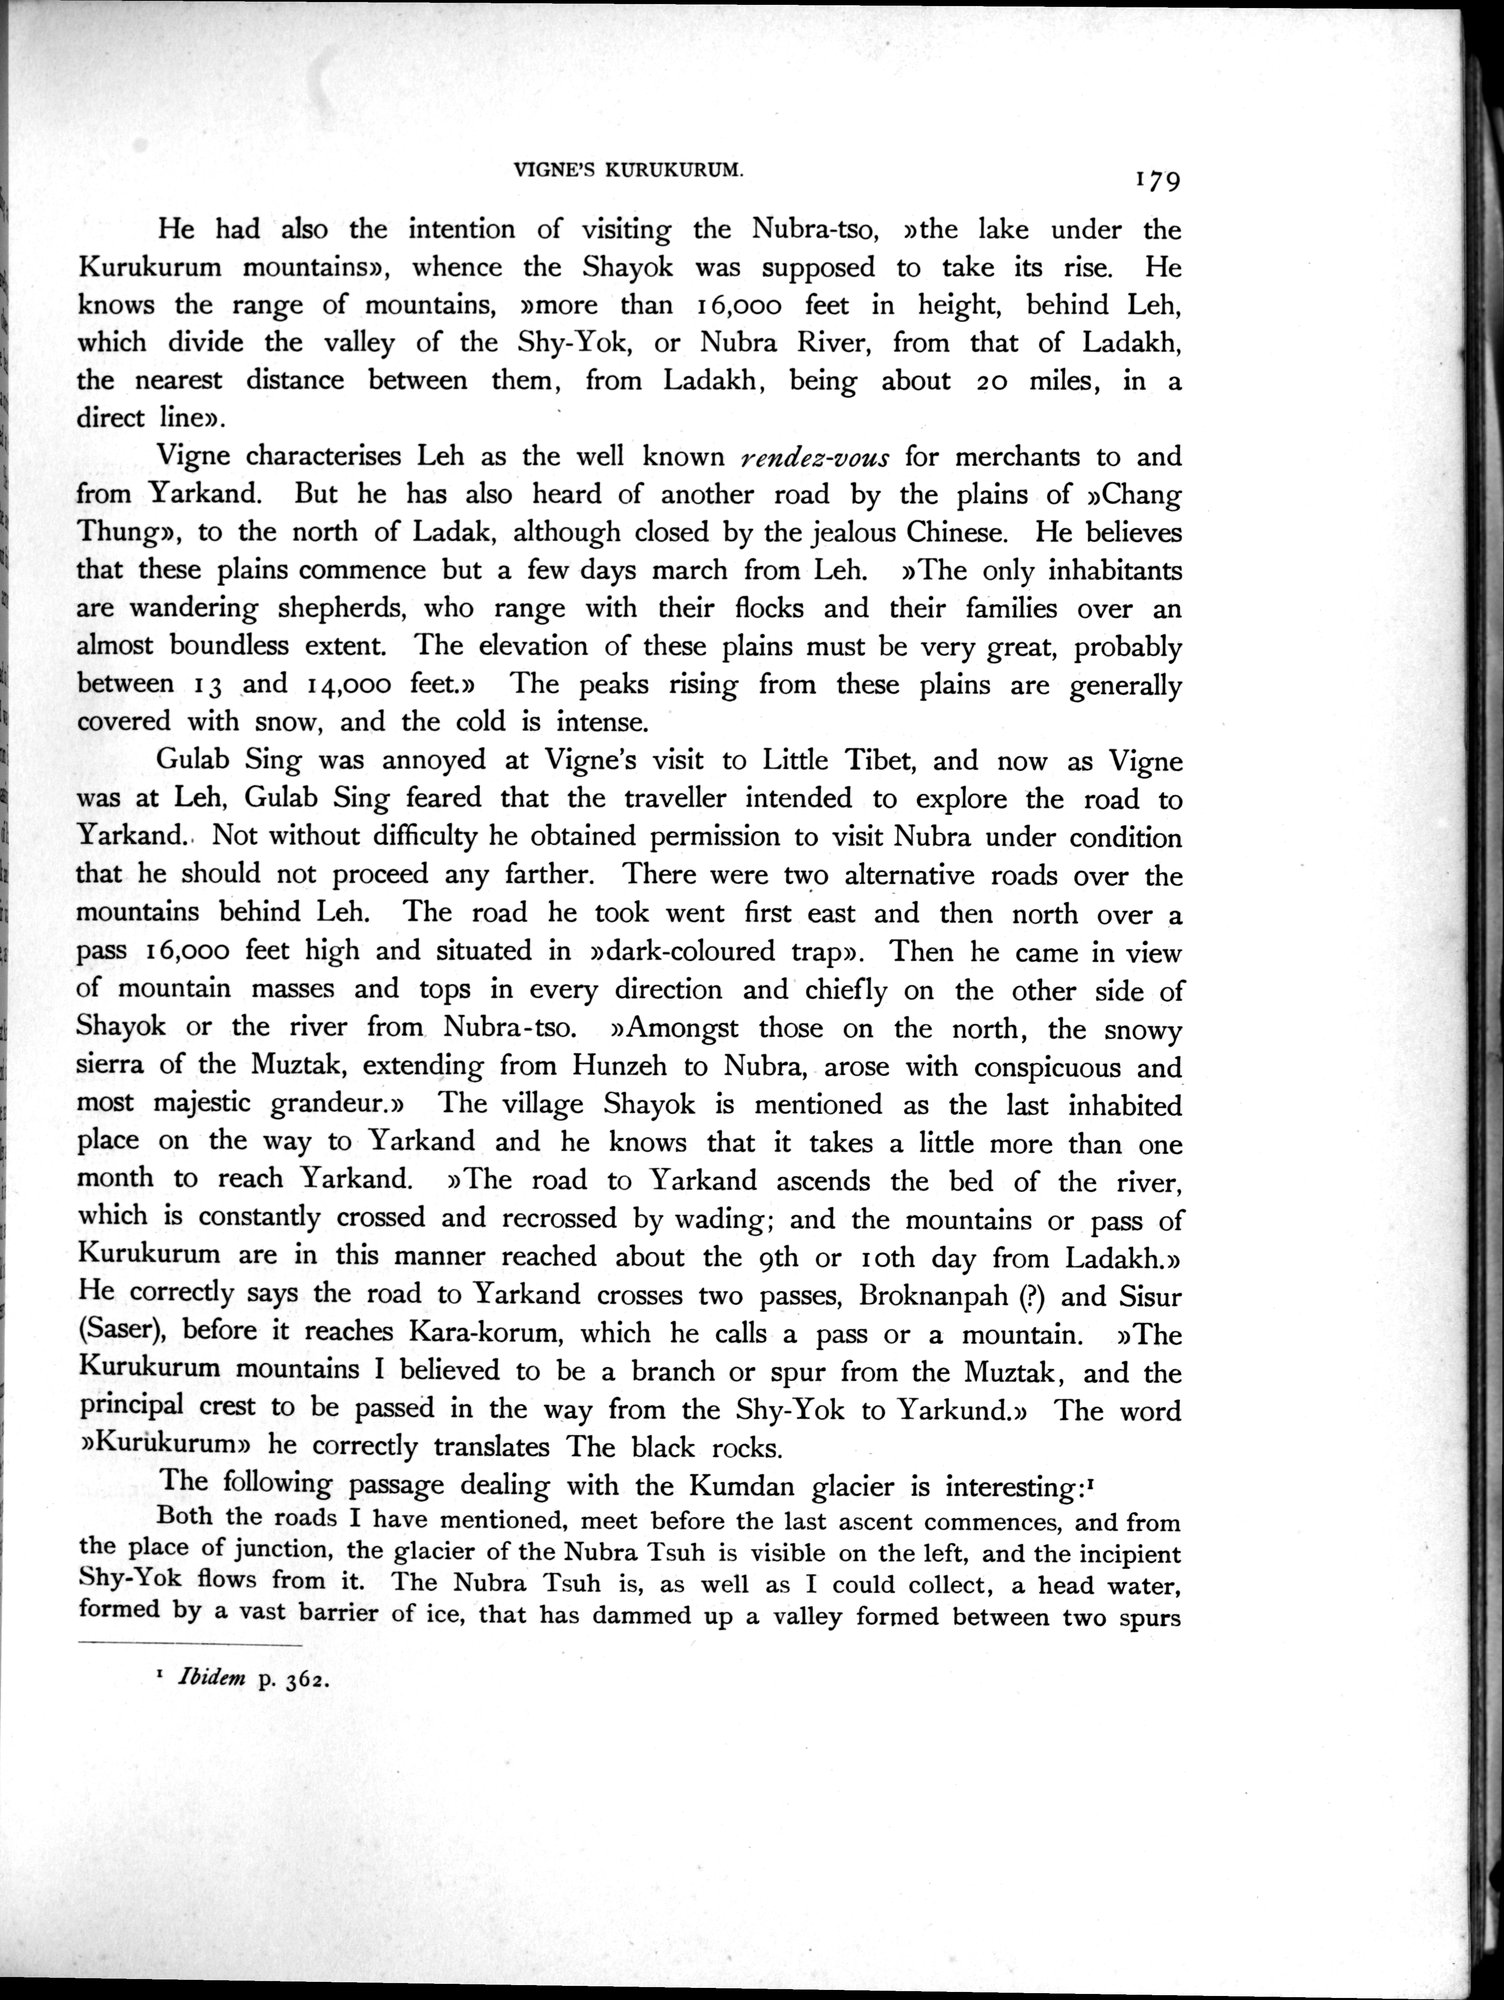 VIGNE'S KURUKURUM.
179
He had also the intention of visiting the Nubra-tso, »the lake under the
Kurukurum mountains», whence the Shayok was supposed to take its rise. He
knows the range of mountains, »more than 16,000 feet in height, behind Leh,
which divide the valley of the Shy-Yok, or Nubra River, from that of Ladakh,
the nearest distance between them, from Ladakh, being about 20 miles, in a
direct line».
Vigne characterises Leh as the well known rendez-vous for merchants to and
from Yarkand. But he has also heard of another road by the plains of »Chang
Thung», to the north of Ladak, although closed by the jealous Chinese. He believes
that these plains commence but a few days march from Leh. »The only inhabitants
are wandering shepherds, who range with their flocks and their families over an
almost boundless extent. The elevation of these plains must be very great, probably
between 13 and 14,000 feet.» The peaks rising from these plains are generally
covered with snow, and the cold is intense.
Gulab Sing was annoyed at Vigne's visit to Little Tibet, and now as Vigne
was at Leh, Gulab Sing feared that the traveller intended to explore the road to
Yarkand. Not without difficulty he obtained permission to visit Nubra under condition
that he should not proceed any farther. There were two alternative roads over the
mountains behind Leh. The road he took went first east and then north over a
pass 16,000 feet high and situated in »dark-coloured trap». Then he came in view
of mountain masses and tops in every direction and chiefly on the other side of
Shayok or the river from Nubra-tso. »Amongst those on the north, the snowy
sierra of the Muztak, extending from Hunzeh to Nubra, arose with conspicuous and
most majestic grandeur.» The village Shayok is mentioned as the last inhabited
place on the way to Yarkand and he knows that it takes a little more than one
month to reach Yarkand. »The road to Yarkand ascends the bed of the river,
which is constantly crossed and recrossed by wading; and the mountains or pass of
Kurukurum are in this manner reached about the 9th or 10th day from Ladakh.»
He correctly says the road to Yarkand crosses two passes, Broknanpah (?) and Sisur
(Saser), before it reaches Kara-korum, which he calls a pass or a mountain. »The
Kurukurum mountains I believed to be a branch or spur from the Muztak, and the
principal crest to be passed in the way from the Shy-Yok to Yarkund.» The word
»Kurukurum» he correctly translates The black rocks.
The following passage dealing with the Kumdan glacier is interesting:¹
Both the roads I have mentioned, meet before the last ascent commences, and from
the place of junction, the glacier of the Nubra Tsuh is visible on the left, and the incipient
Shy-Yok flows from it. The Nubra Tsuh is, as well as I could collect, a head water,
formed by a vast barrier of ice, that has dammed up a valley formed between two spurs
¹ Ibidem p. 362.